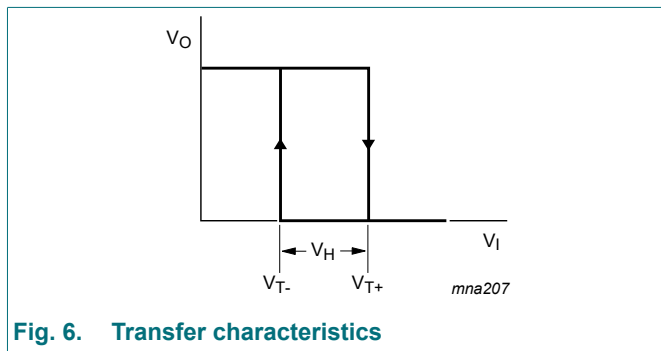 VO
VH
VI
VT-
VT+
mna207
Fig. 6. Transfer characteristics